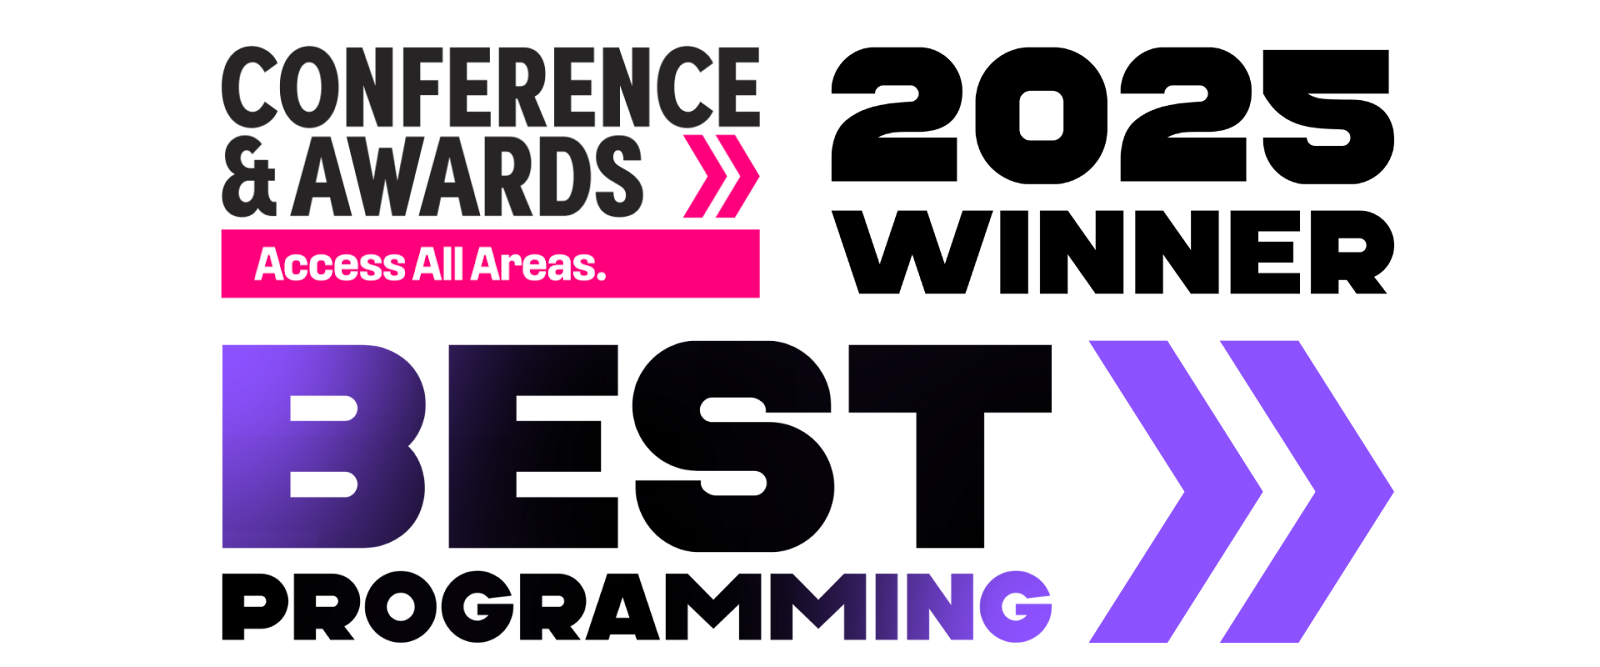 CONFERENCE
& AWARDS
Access All Areas.
2025
WINNER
BEST
PROGRAMMING